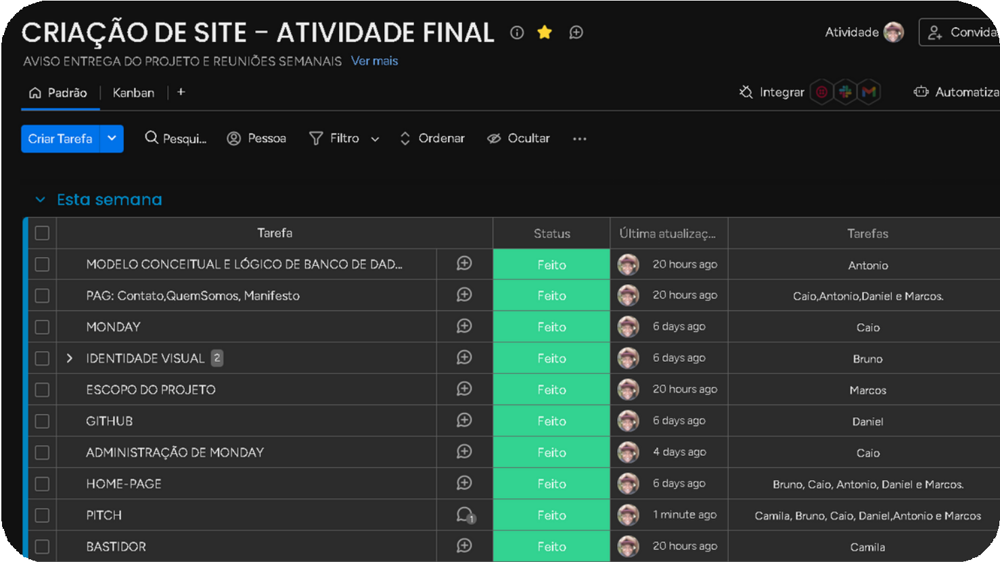 CRIAÇÃO DE SITE - ATIVIDADE FINAL
Atividade
Convida
AVISO ENTREGA DO PROJETO E REUNIÕES SEMANAIS Ver mais
Padrão Kanban +
Integrar
Automatiza
Criar Tarefa Pesqui... Pessoa Filtro Ordenar Ocultar ...
Esta semana
Tarefa Status Última atualizaç... Tarefas
MODELO CONCEITUAL E LÓGICO DE BANCO DE DAD... Feito 20 hours ago Antonio
PAG: Contato,QuemSomos, Manifesto Feito 20 hours ago Caio,Antonio,Daniel e Marcos.
MONDAY Feito 6 days ago Caio
IDENTIDADE VISUAL 2 Feito 6 days ago Bruno
ESCOPO DO PROJETO Feito 20 hours ago Marcos
GITHUB Feito 6 days ago Daniel
ADMINISTRAÇÃO DE MONDAY Feito 4 days ago Caio
HOME-PAGE Feito 6 days ago Bruno, Caio, Antonio, Daniel e Marcos.
PITCH 1 Feito 1 minute ago Camila, Bruno, Caio, Daniel,Antonio e Marcos
BASTIDOR Feito 20 hours ago Camila